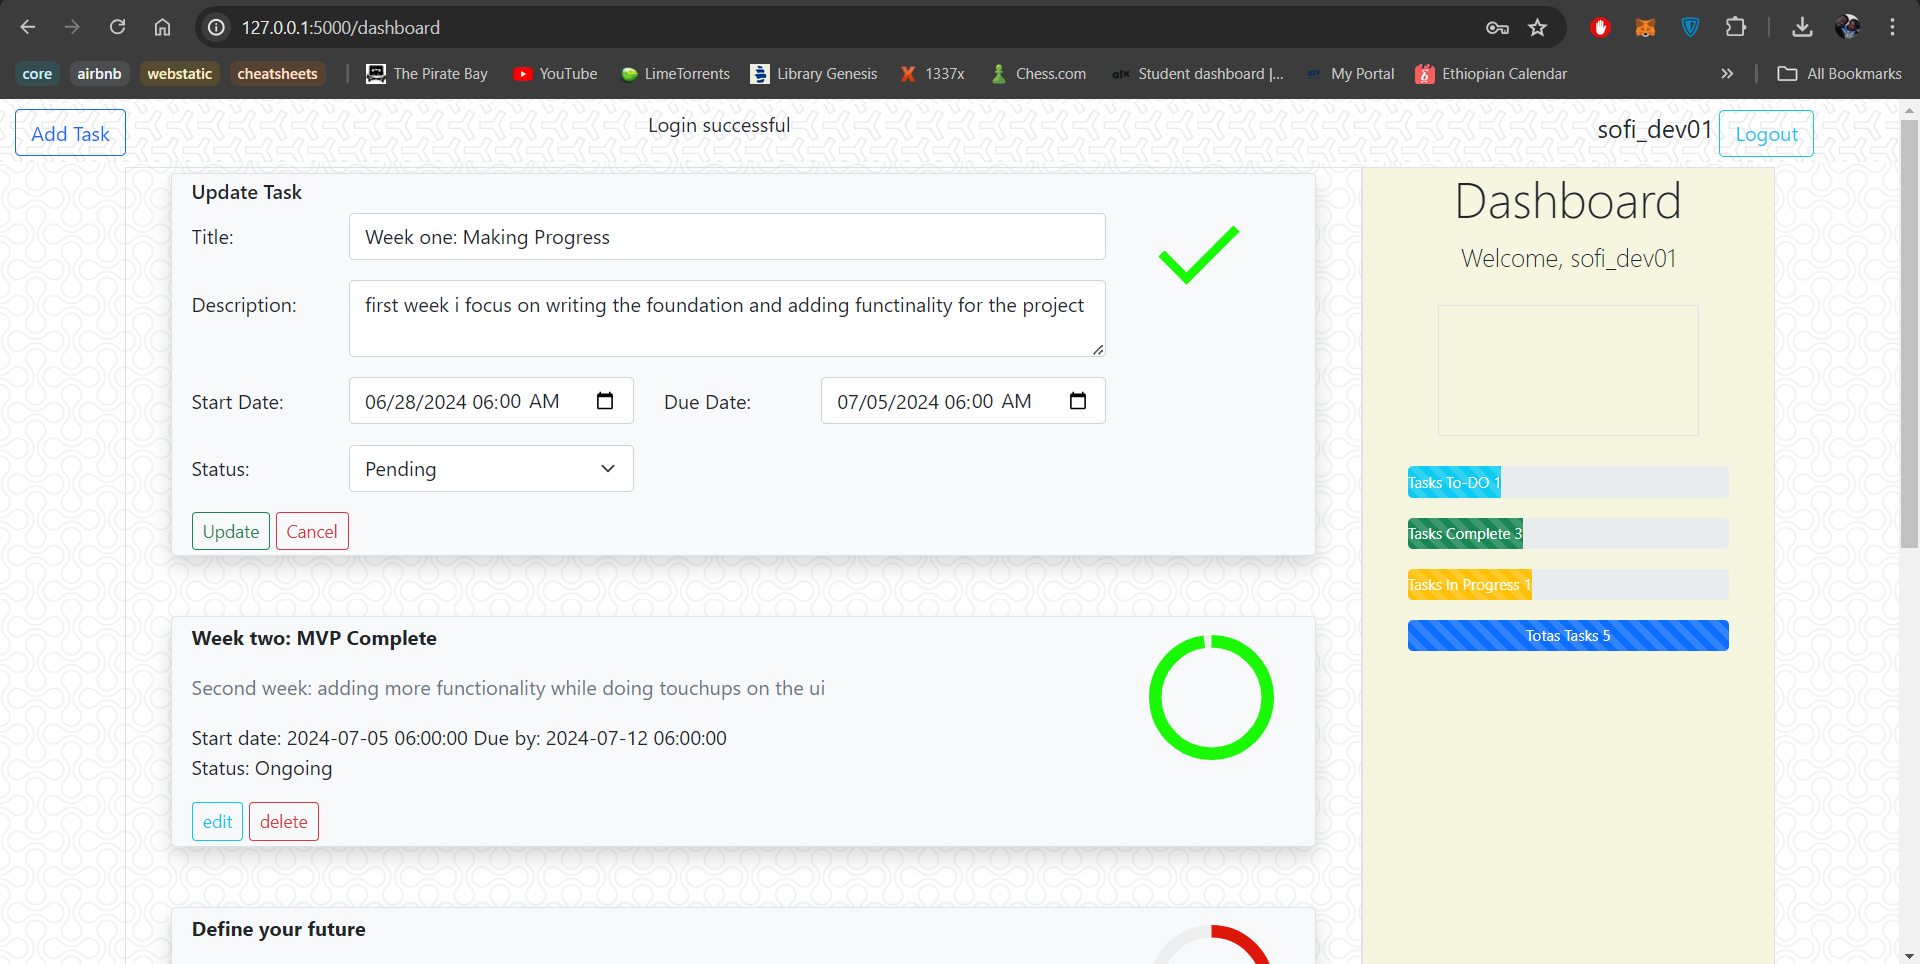 127.0.0.1:5000/dashboard
core airbnb webstatic cheatsheets The Pirate Bay YouTube LimeTorrents Library Genesis 1337x Chess.com Student dashboard |... My Portal Ethiopian Calendar » All Bookmarks
Add Task Login successful sofi_dev01 Logout
Update Task
Title: Week one: Making Progress
Description: first week i focus on writing the foundation and adding functinality for the project
Start Date: 06/28/2024 06:00 AM Due Date: 07/05/2024 06:00 AM
Status: Pending
Update Cancel
Week two: MVP Complete
Second week: adding more functionality while doing touchups on the ui
Start date: 2024-07-05 06:00:00 Due by: 2024-07-12 06:00:00
Status: Ongoing
edit delete
Define your future
Dashboard
Welcome, sofi_dev01
Tasks To-DO 1
Tasks Complete 3
Tasks In Progress 1
Totas Tasks 5